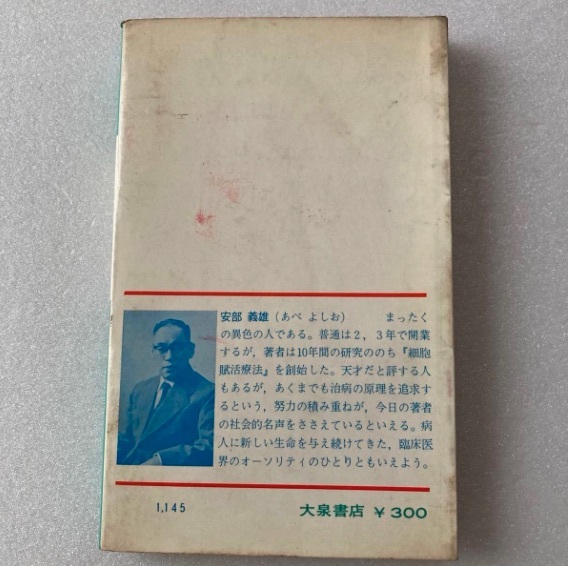 安部 義雄(あべ よしお) まったく
の異色の人である。普通は2，3年で開業
するが，著者は10年間の研究ののち『細胞
賦活療法』を創始した。天才だと評する人
もあるが，あくまでも治病の原理を追求す
るという，努力の積み重ねが，今日の著者
の社会的名声をささえているといえる。病
人に新しい生命を与え続けてきた，臨床医
界のオーソリティのひとりともいえよう。
1,145 大泉書店 ¥300